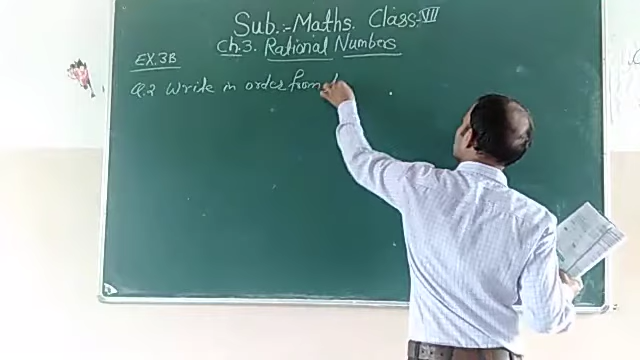 Sub.:-Maths. Class:-VII
Ch.3. Rational Numbers
EX.3B
Q.2 Write in order from